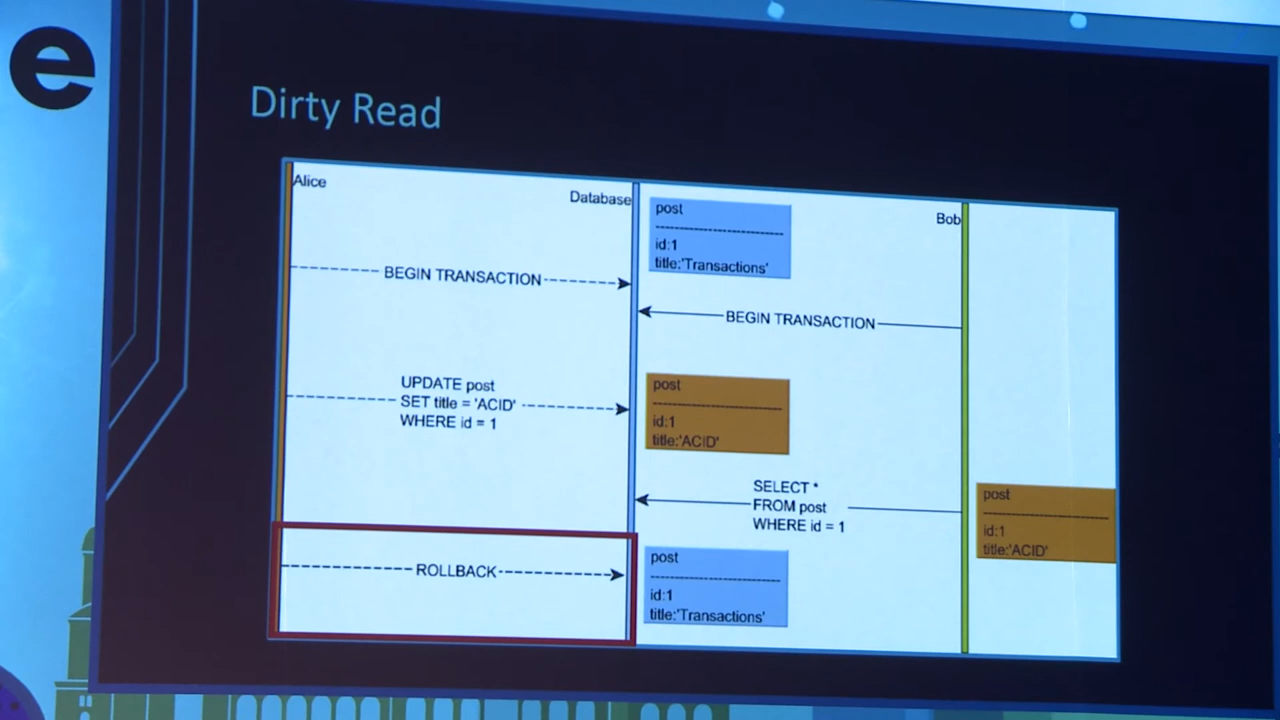 e
Dirty Read
Alice
Database
post
id:1
title:'Transactions'
Bob
BEGIN TRANSACTION
BEGIN TRANSACTION
UPDATE post
SET title = 'ACID'
WHERE id = 1
post
id:1
title:'ACID'
SELECT *
FROM post
WHERE id = 1
post
id:1
title:'ACID'
ROLLBACK
post
id:1
title:'Transactions'